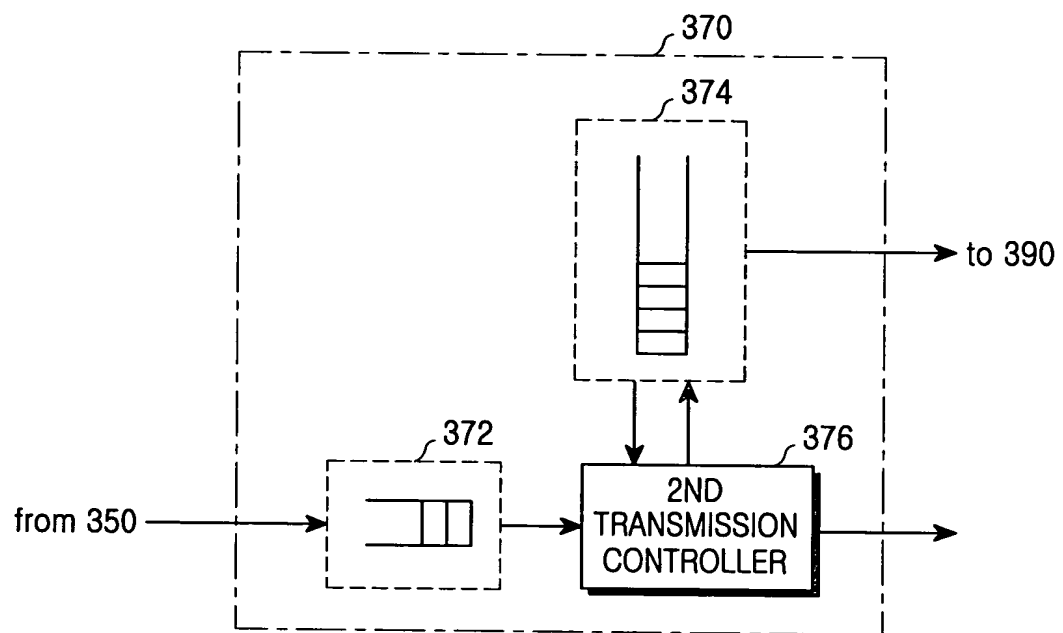 370
374
to 390
372
376
from 350
2ND
TRANSMISSION
CONTROLLER